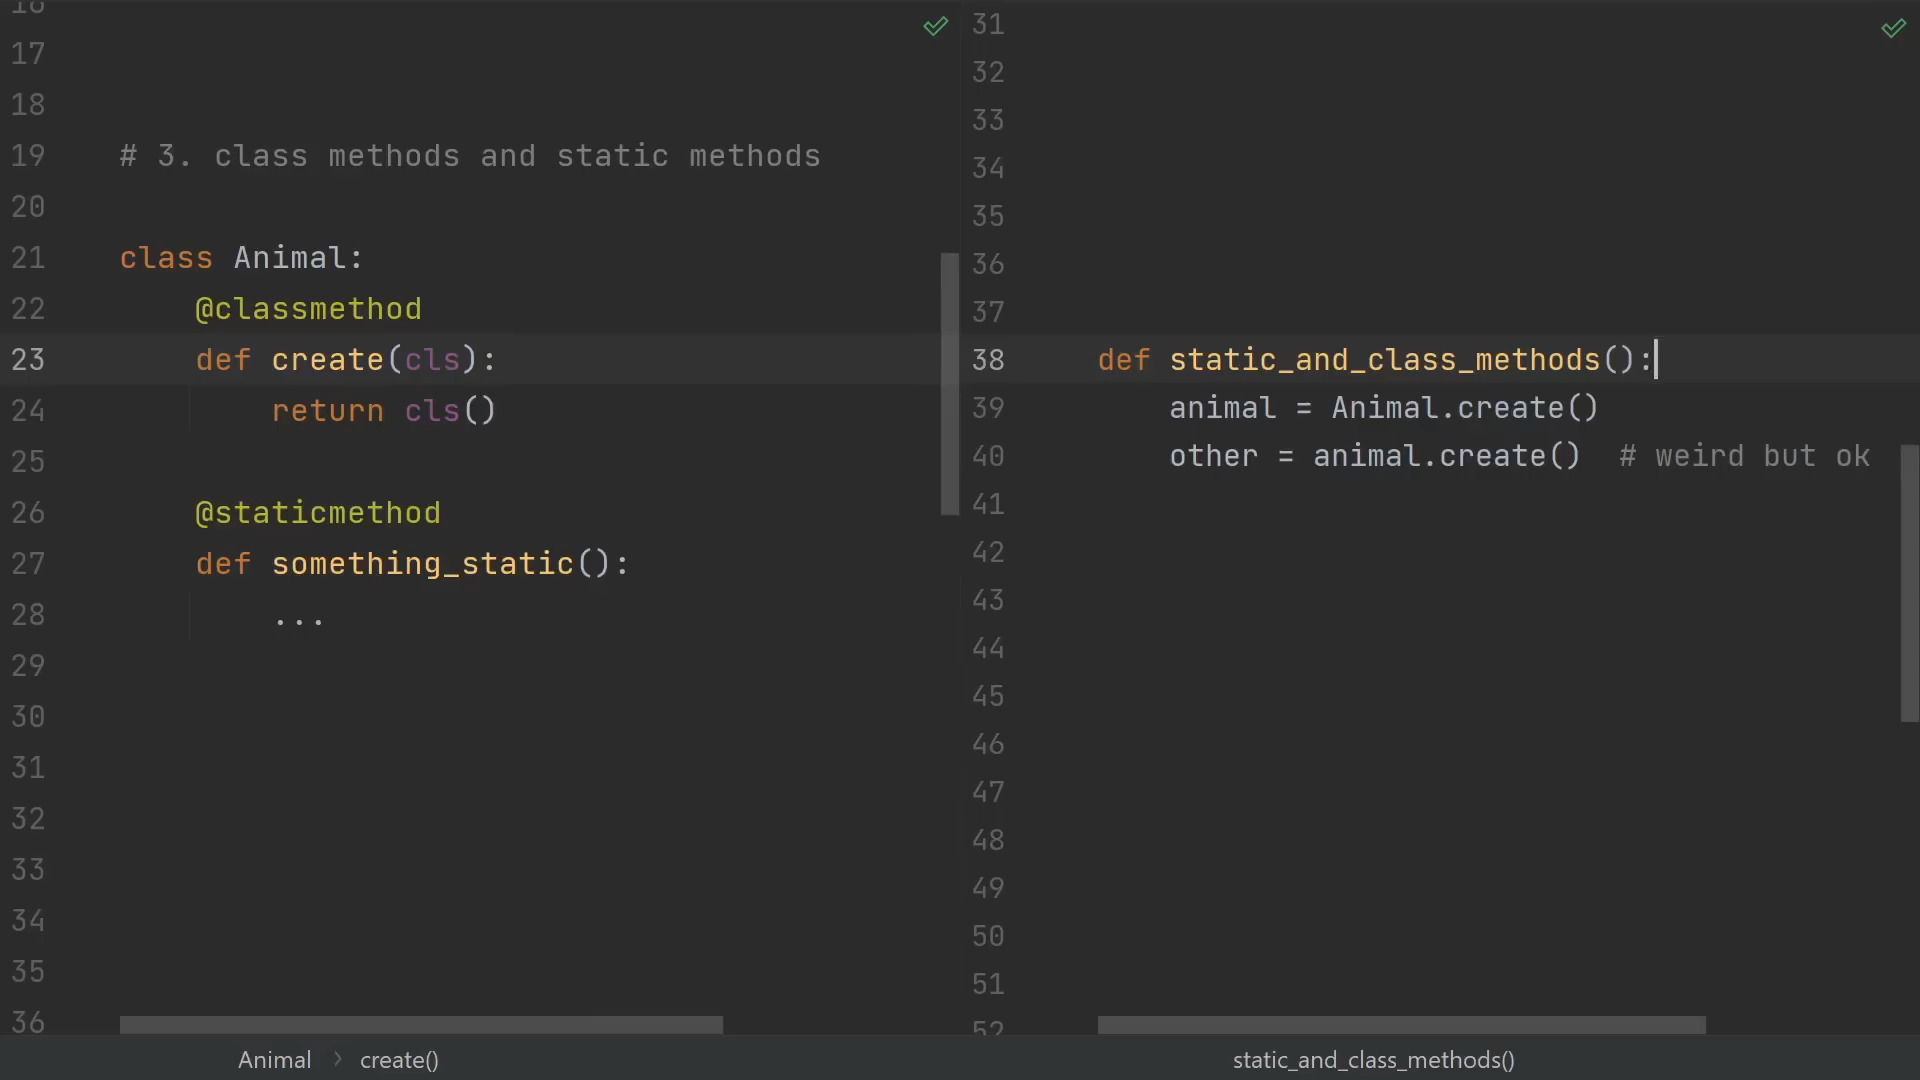 16
17
18
19 # 3. class methods and static methods
20
21 class Animal:
22 @classmethod
23 def create(cls):
24 return cls()
25
26 @staticmethod
27 def something_static():
28 ...
29
30
31
32
33
34
35
36
Animal > create()
31
32
33
34
35
36
37
38 def static_and_class_methods():
39 animal = Animal.create()
40 other = animal.create()  # weird but ok
41
42
43
44
45
46
47
48
49
50
51
52
static_and_class_methods()